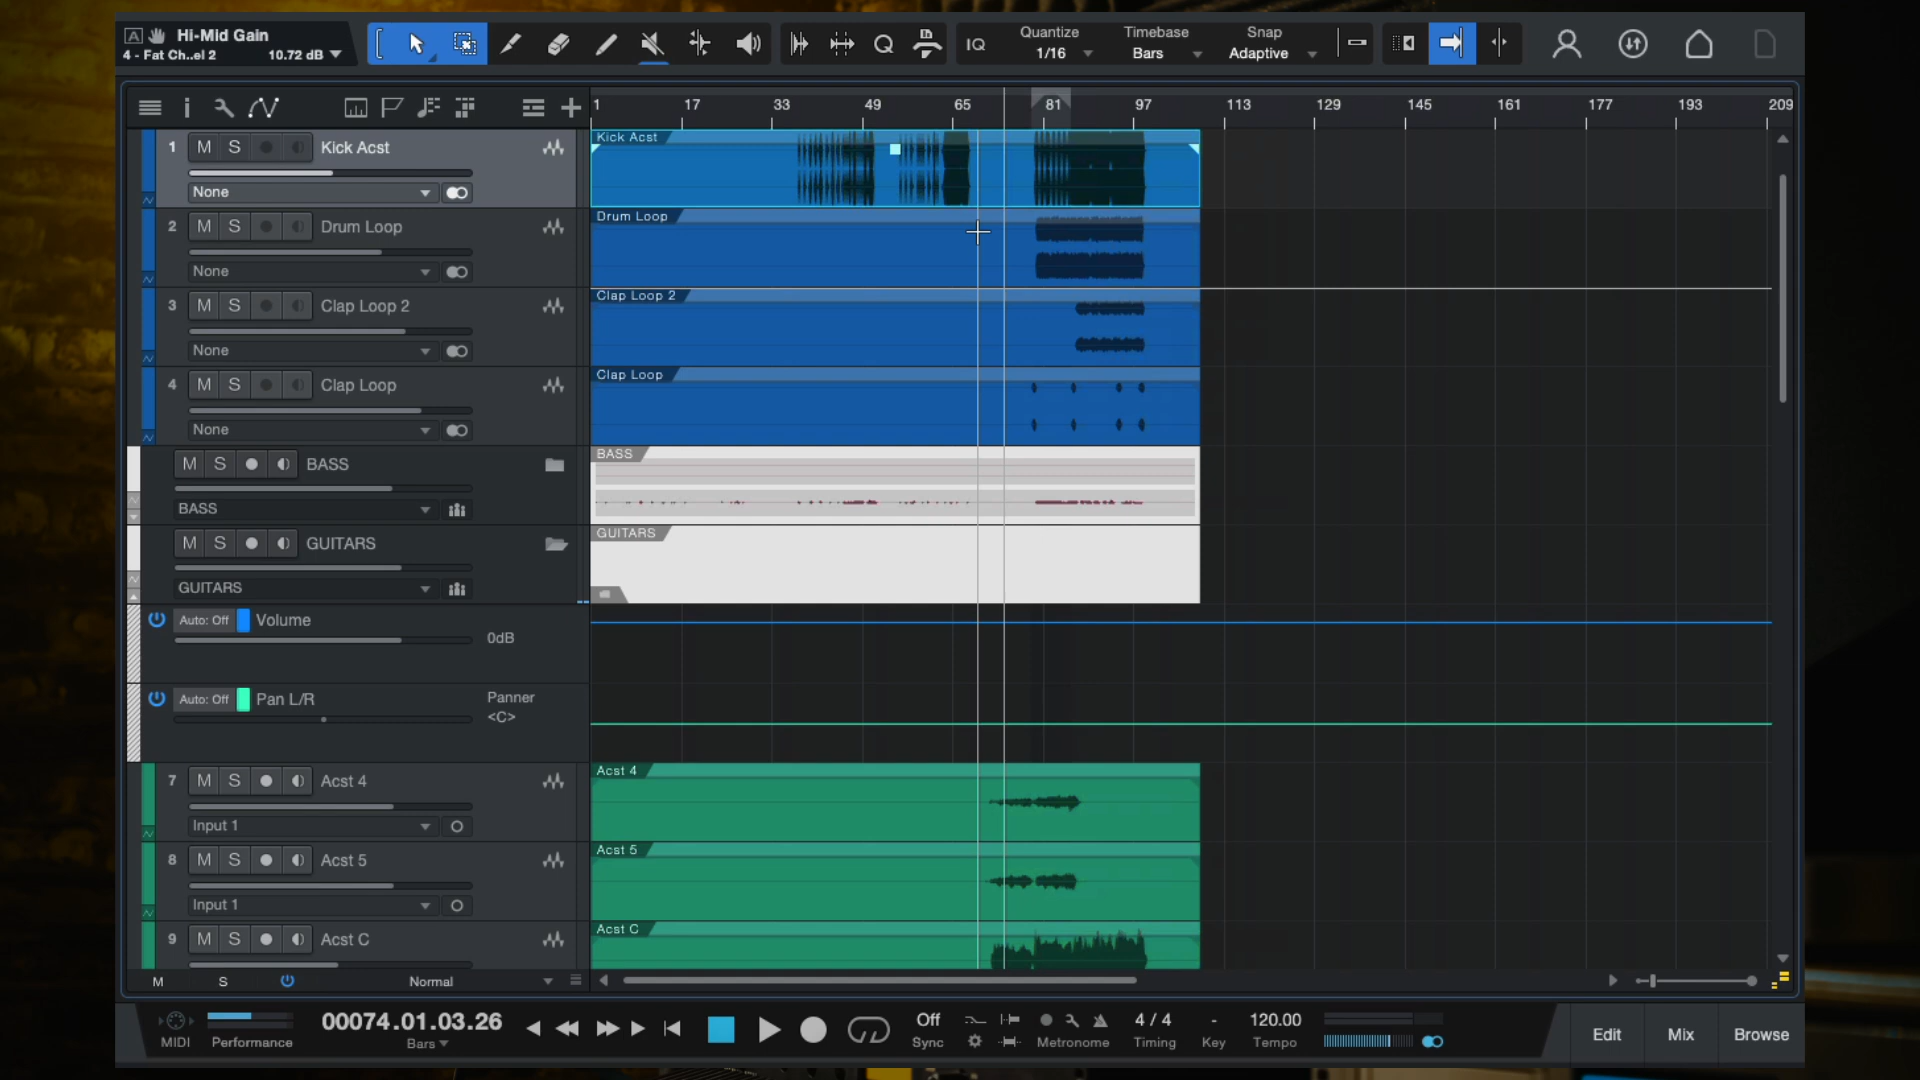 A Hi-Mid Gain
4 - Fat Ch..el 2 10.72 dB
IQ
Quantize
1/16
Timebase
Bars
Snap
Adaptive
1 17 33 49 65 81 97 113 129 145 161 177 193 209
1 M S Kick Acst
None
Kick Acst
2 M S Drum Loop
None
Drum Loop
3 M S Clap Loop 2
None
Clap Loop 2
4 M S Clap Loop
None
Clap Loop
M S BASS
BASS
BASS
M S GUITARS
GUITARS
GUITARS
Auto: Off Volume
0dB
Auto: Off Pan L/R
Panner
<C>
7 M S Acst 4
Input 1
Acst 4
8 M S Acst 5
Input 1
Acst 5
9 M S Acst C
Acst C
M S Normal
MIDI
Performance
00074.01.03.26
Bars
Off
Sync
Metronome
4 / 4
Timing
-
Key
120.00
Tempo
Edit
Mix
Browse